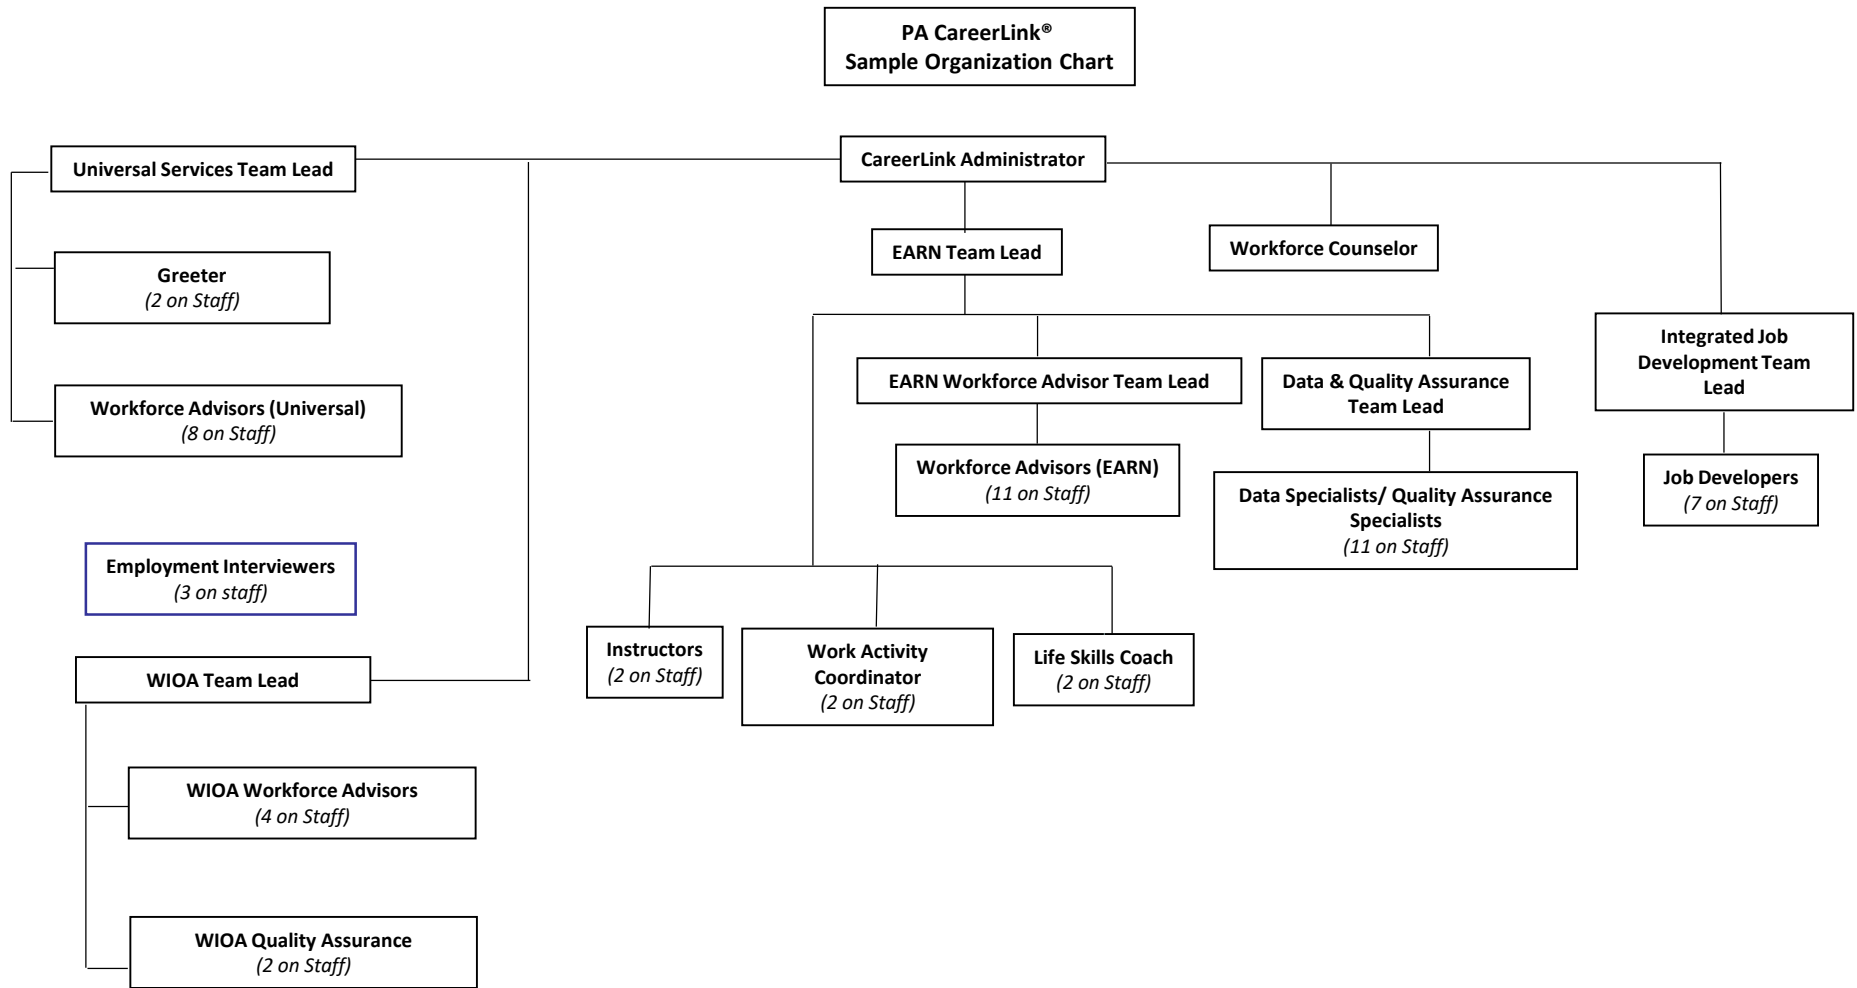 PA CareerLink®
Sample Organization Chart
Universal Services Team Lead
CareerLink Administrator
EARN Team Lead
Workforce Counselor
Greeter
(2 on Staff)
Integrated Job
Development Team
Lead
EARN Workforce Advisor Team Lead
Data & Quality Assurance
Team Lead
Workforce Advisors (Universal)
(8 on Staff)
Workforce Advisors (EARN)
(11 on Staff)
Data Specialists/ Quality Assurance
Specialists
(11 on Staff)
Job Developers
(7 on Staff)
Employment Interviewers
(3 on staff)
Instructors
(2 on Staff)
Work Activity
Coordinator
(2 on Staff)
Life Skills Coach
(2 on Staff)
WIOA Team Lead
WIOA Workforce Advisors
(4 on Staff)
WIOA Quality Assurance
(2 on Staff)